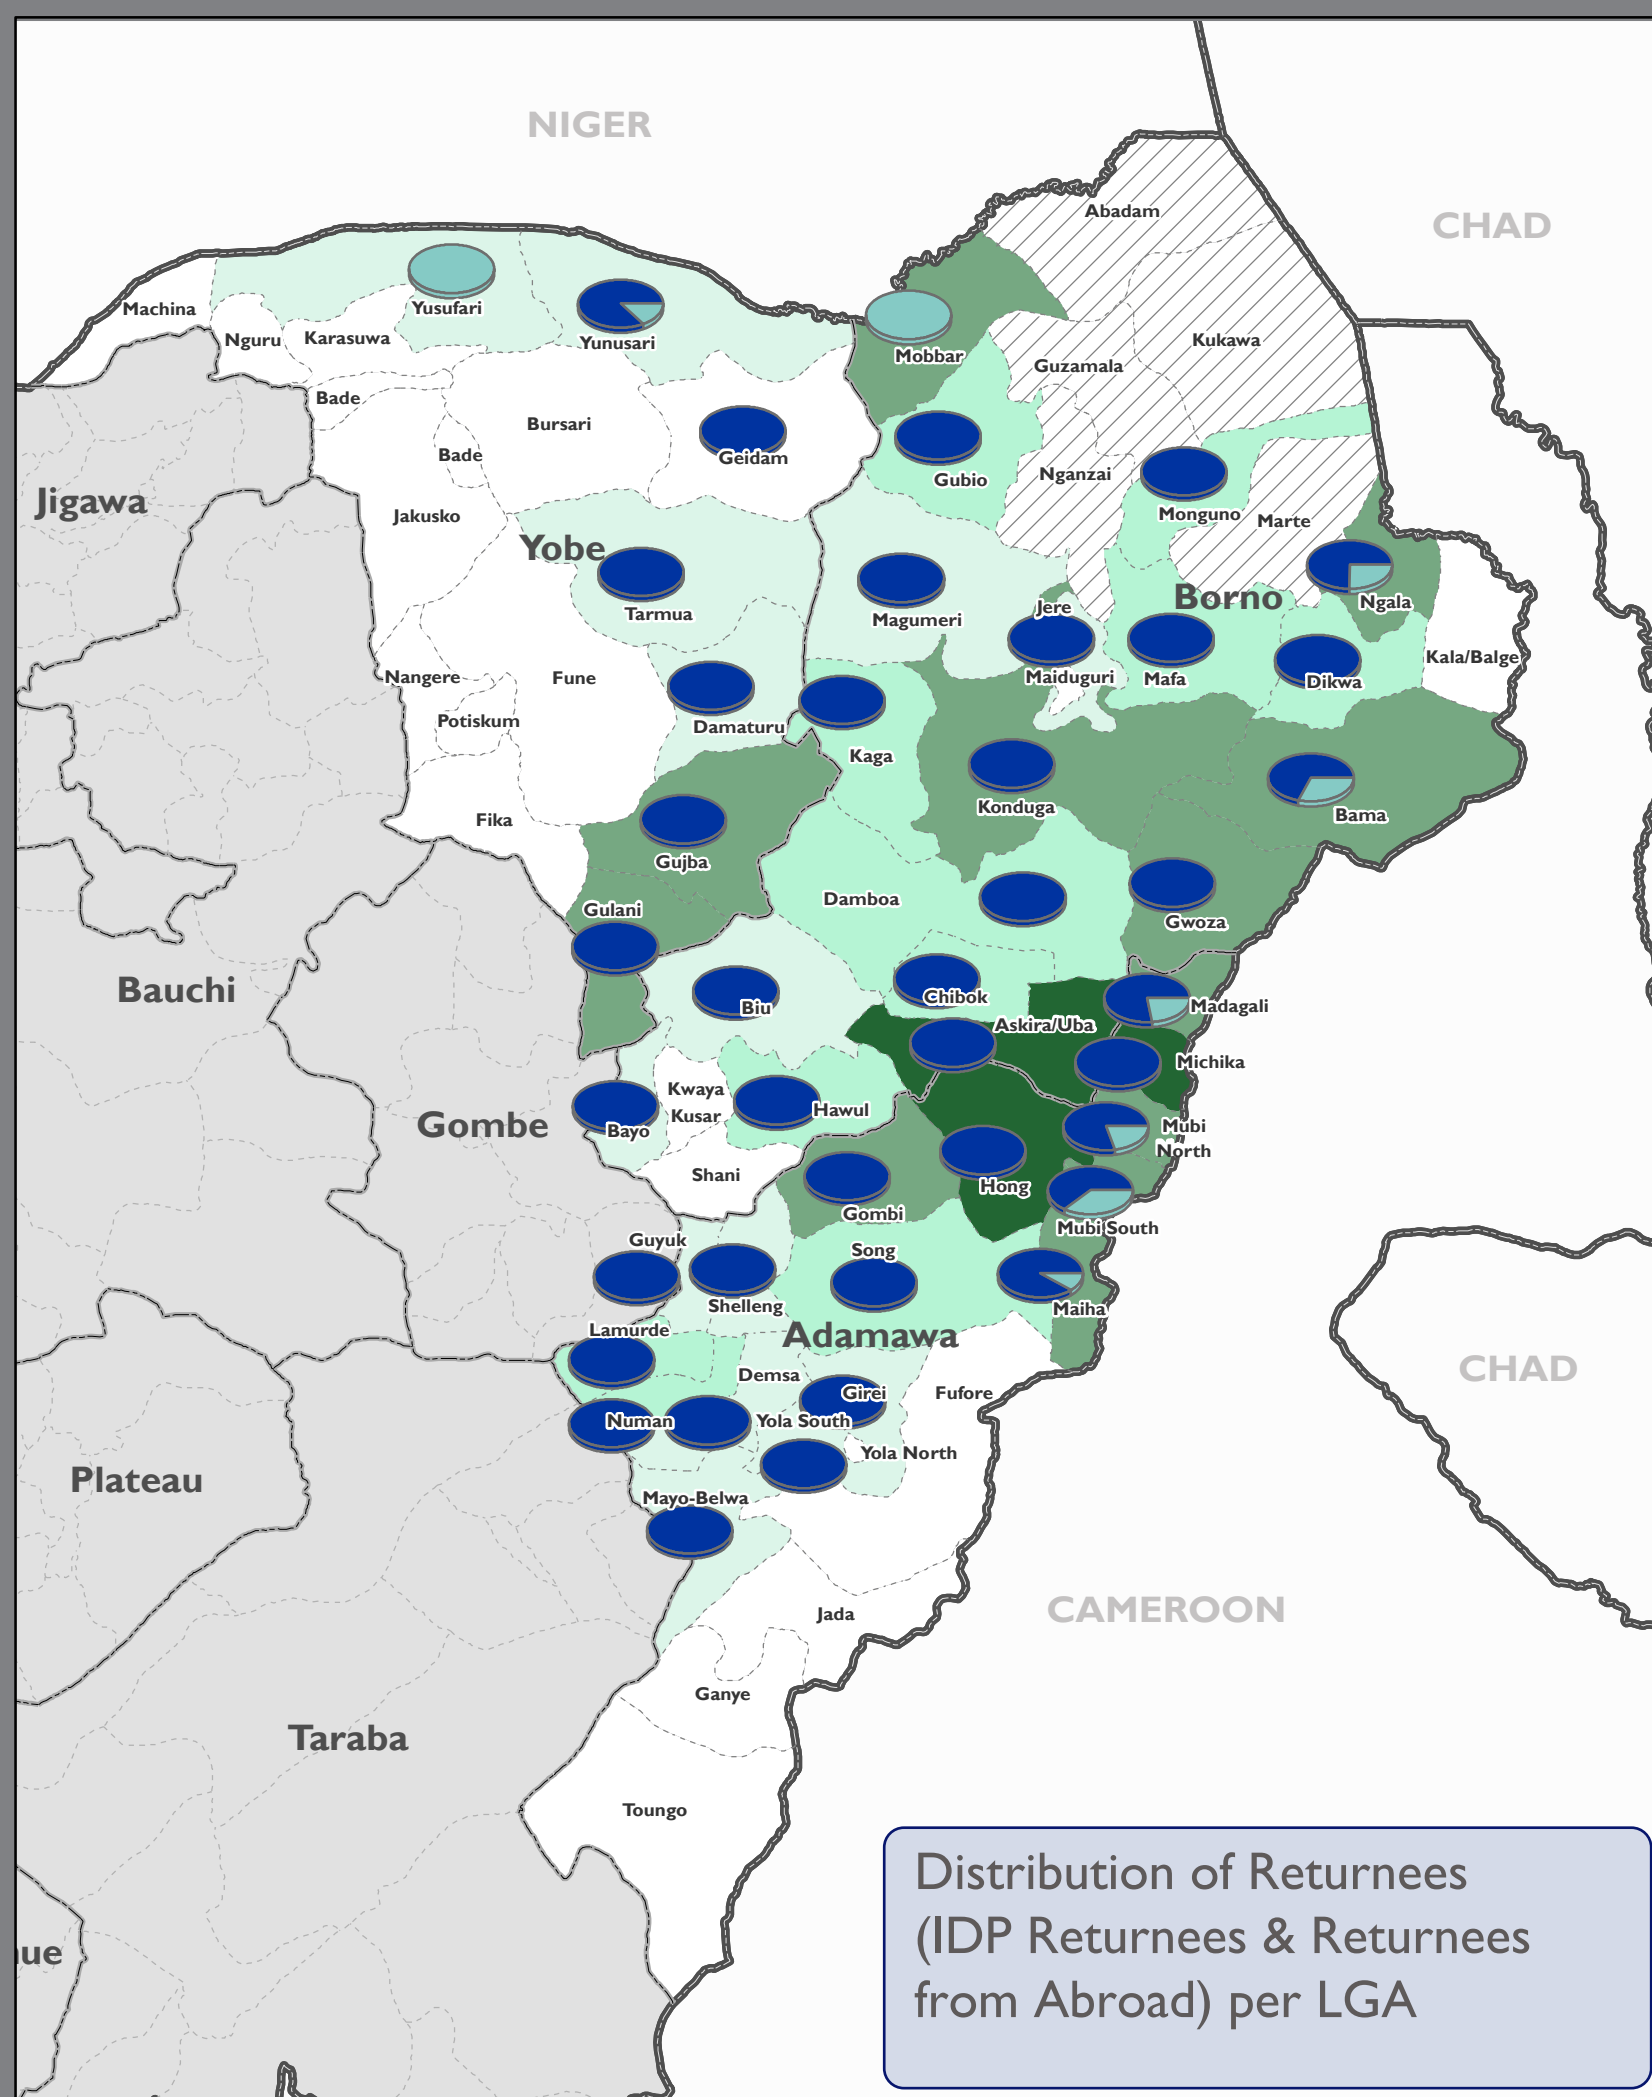 NIGER
CHAD
Abadam
Machina
Yusufari
Nguru
Karasuwa
Yunusari
Mobbar
Kukawa
Guzamala
Bade
Bursari
Geidam
Bade
Gubio
Nganzai
Jigawa
Jakusko
Monguno
Marte
Yobe
Tarmua
Magumeri
Jere
Borno
Ngala
Nangere
Fune
Maiduguri
Mafa
Dikwa
Kala/Balge
Potiskum
Damaturu
Kaga
Konduga
Bama
Fika
Gujba
Gulani
Damboa
Gwoza
Bauchi
Biu
Chibok
Askira/Uba
Madagali
Michika
Gombe
Kwaya
Kusar
Hawul
Bayo
Mubi
North
Shani
Hong
Gombi
Mubi South
Guyuk
Song
Shelleng
Maiha
Lamurde
Adamawa
CHAD
Demsa
Girei
Fufore
Numan
Yola South
Yola North
Plateau
Mayo-Belwa
CAMEROON
Jada
Ganye
Taraba
Toungo
Distribution of Returnees
(IDP Returnees & Returnees
from Abroad) per LGA
ue